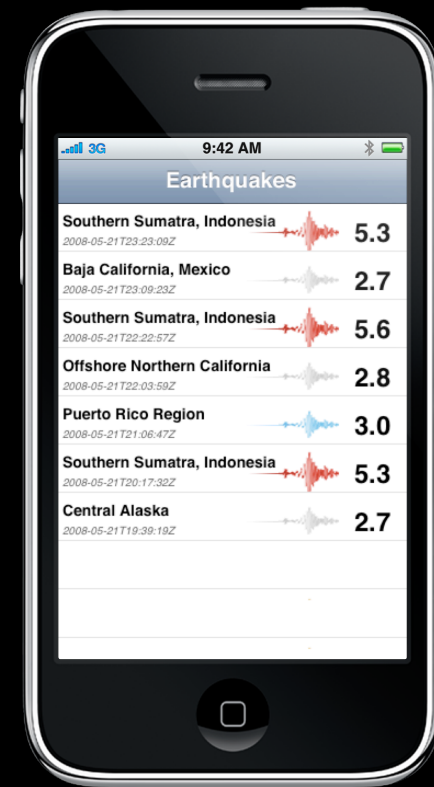 3G 9:42 AM
Earthquakes
Southern Sumatra, Indonesia 5.3
2008-05-21T23:23:09Z
Baja California, Mexico 2.7
2008-05-21T23:09:23Z
Southern Sumatra, Indonesia 5.6
2008-05-21T22:22:57Z
Offshore Northern California 2.8
2008-05-21T22:03:59Z
Puerto Rico Region 3.0
2008-05-21T21:06:47Z
Southern Sumatra, Indonesia 5.3
2008-05-21T20:17:32Z
Central Alaska 2.7
2008-05-21T19:39:19Z